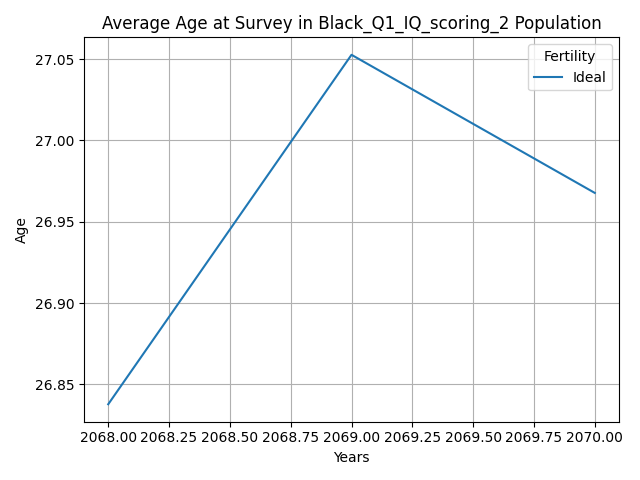 Average Age at Survey in Black_Q1_IQ_scoring_2 Population
Fertility
Ideal
27.05
27.00
26.95
26.90
26.85
Age
2068.00 2068.25 2068.50 2068.75 2069.00 2069.25 2069.50 2069.75 2070.00
Years